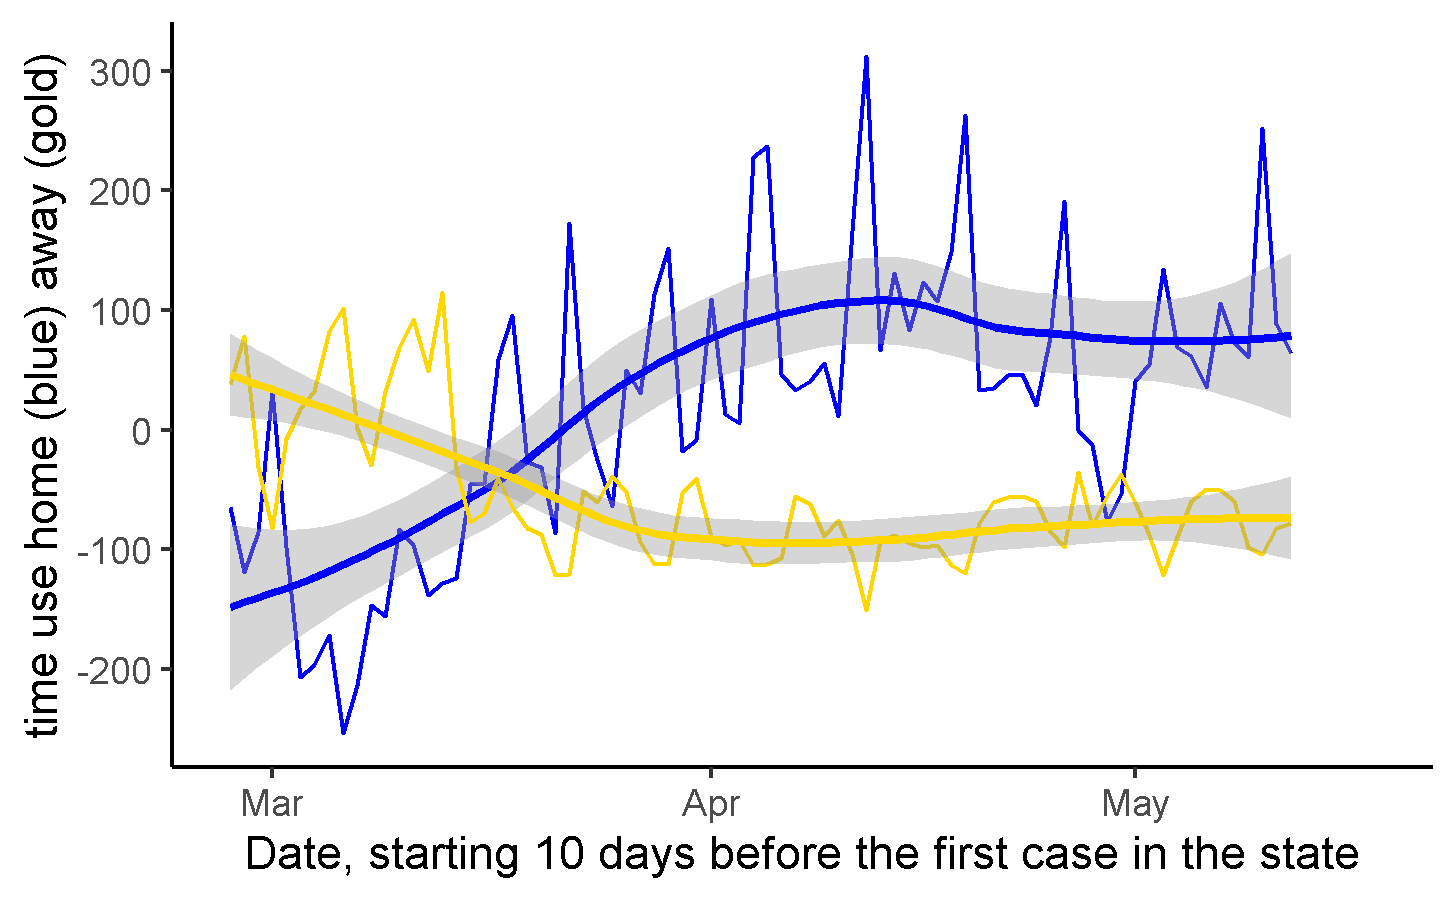 time use home (blue) away (gold)
300
200
100
0
-100
-200
Mar
Apr
May
Date, starting 10 days before the first case in the state